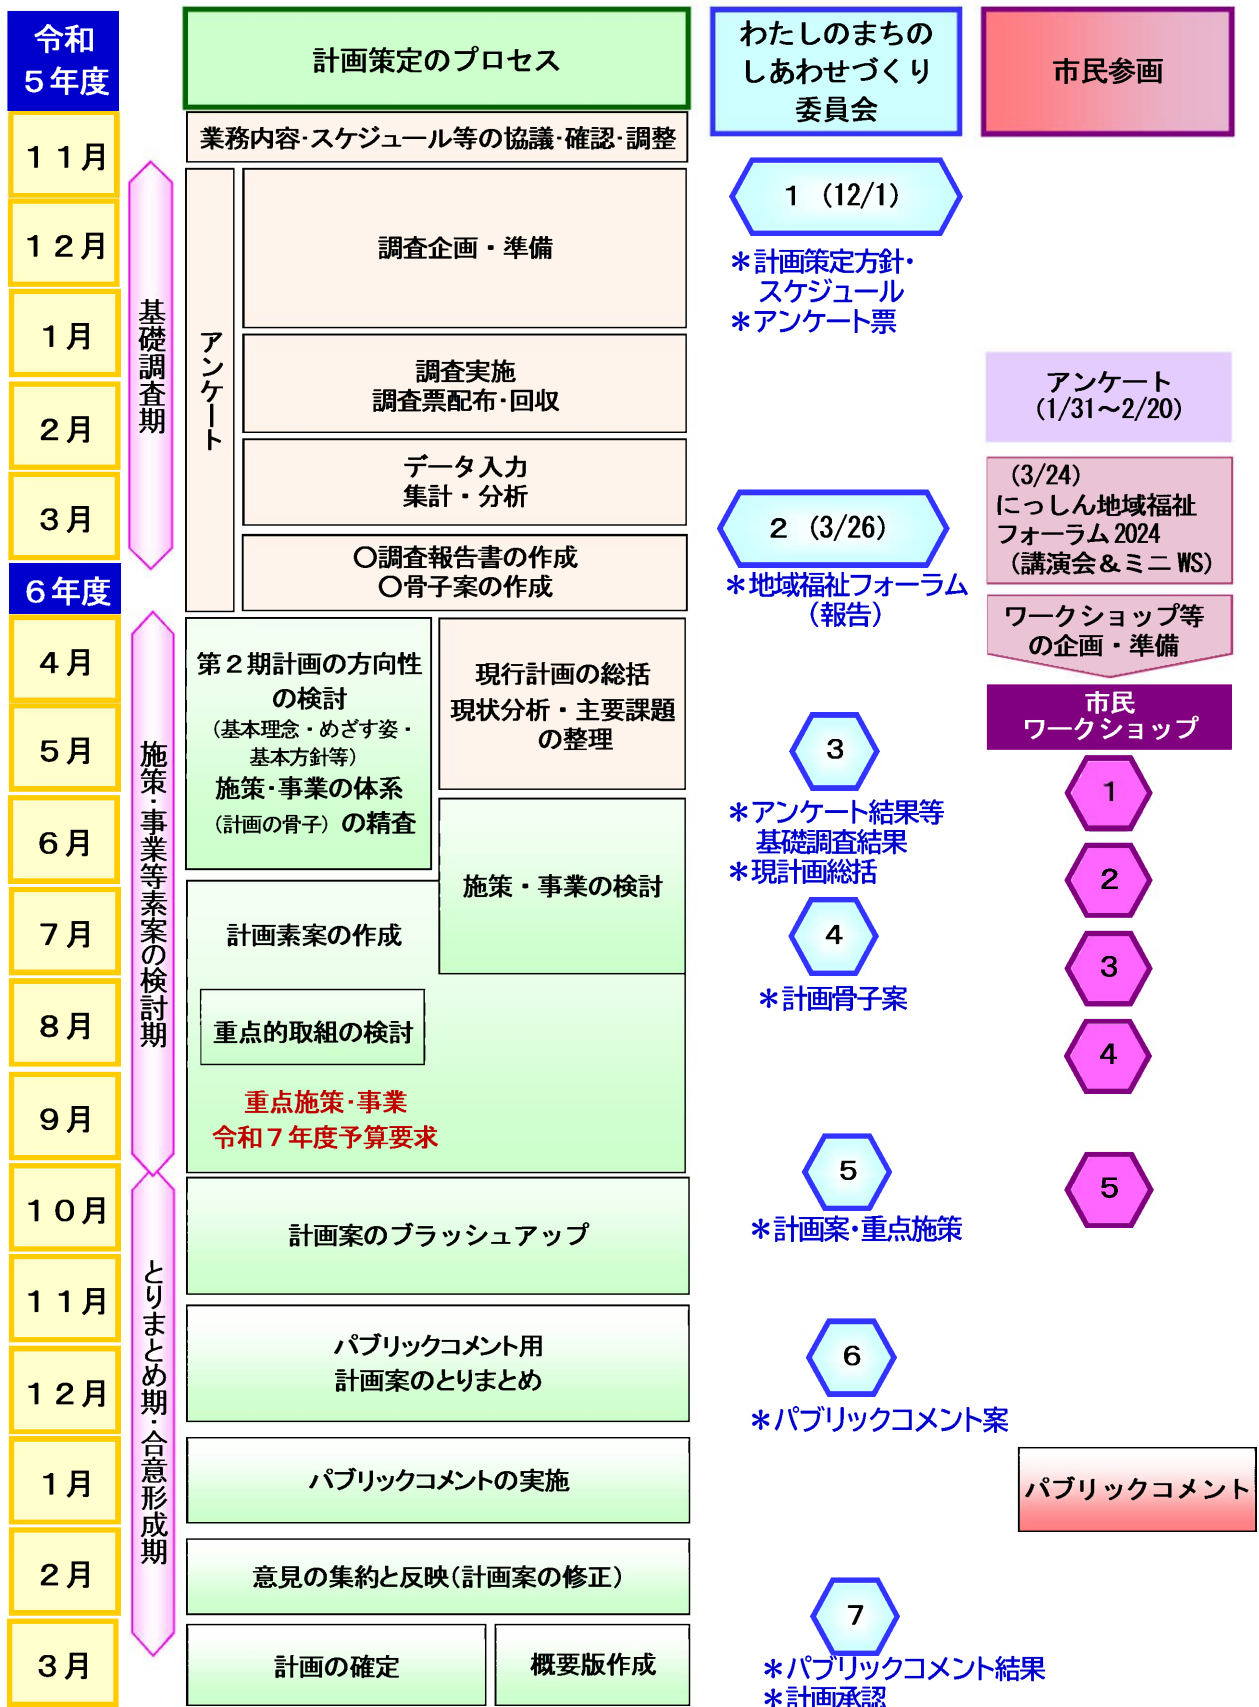 令和
５年度
計画策定のプロセス
わたしのまちの
しあわせづくり
委員会
市民参画
１１月
１２月
１月
２月
３月
６年度
４月
５月
６月
７月
８月
９月
１０月
１１月
１２月
１月
２月
３月
基礎調査期
施策・事業等素案の検討期
とりまとめ期・合意形成期
業務内容・スケジュール等の協議・確認・調整
アンケート
調査企画・準備
調査実施
調査票配布・回収
データ入力
集計・分析
〇調査報告書の作成
〇骨子案の作成
第２期計画の方向性
の検討
（基本理念・めざす姿・
基本方針等）
施策・事業の体系
（計画の骨子）の精査
現行計画の総括
現状分析・主要課題
の整理
施策・事業の検討
計画素案の作成
重点的取組の検討
重点施策・事業
令和７年度予算要求
計画案のブラッシュアップ
パブリックコメント用
計画案のとりまとめ
パブリックコメントの実施
意見の集約と反映（計画案の修正）
計画の確定
概要版作成
１（12/1）
＊計画策定方針・
スケジュール
＊アンケート票
２（3/26）
＊地域福祉フォーラム
（報告）
３
＊アンケート結果等
基礎調査結果
＊現計画総括
４
＊計画骨子案
５
＊計画案・重点施策
６
＊パブリックコメント案
７
＊パブリックコメント結果
＊計画承認
アンケート
（1/31～2/20）
（3/24）
にっしん地域福祉
フォーラム2024
（講演会＆ミニWS）
ワークショップ等
の企画・準備
市民
ワークショップ
１
２
３
４
５
パブリックコメント